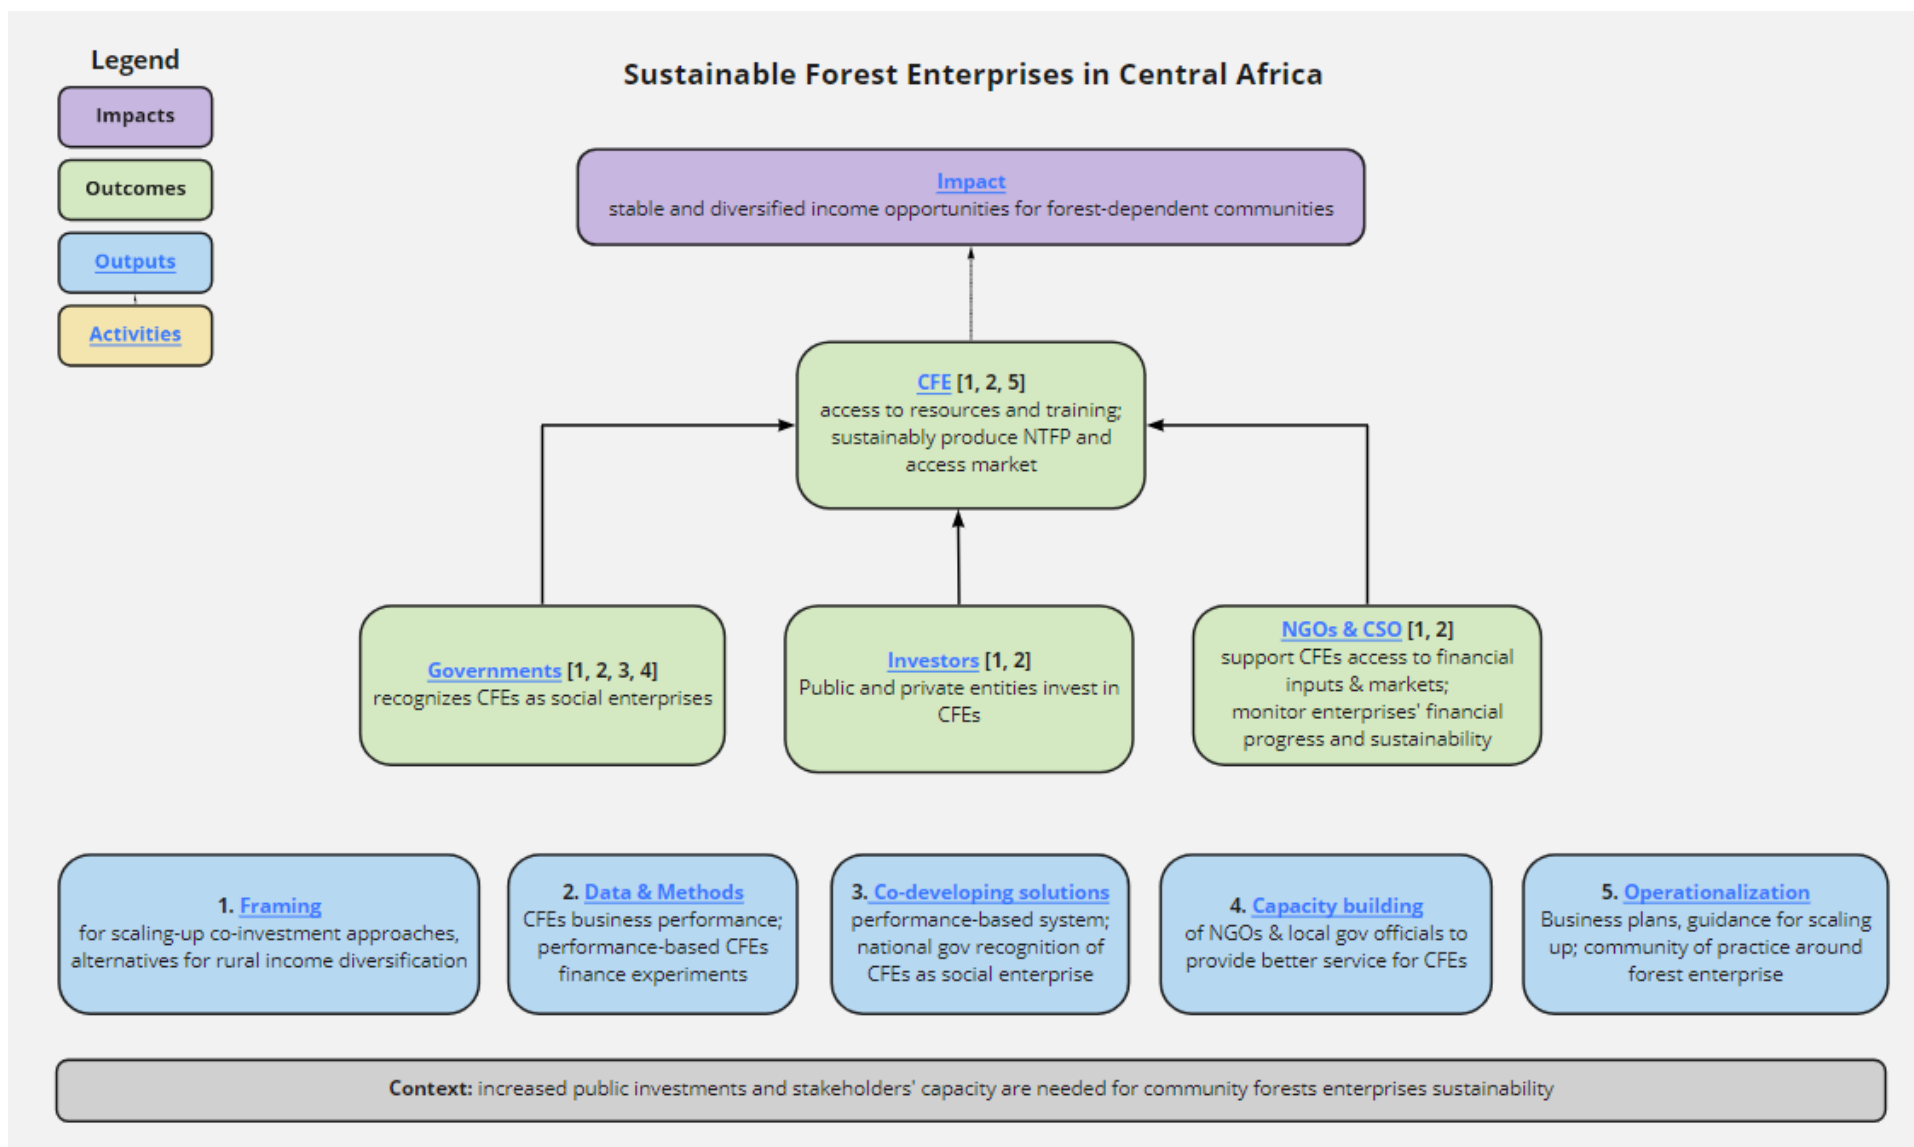 Legend
Impacts
Outcomes
Outputs
Activities
Sustainable Forest Enterprises in Central Africa
Impact
stable and diversified income opportunities for forest-dependent communities
CFE [1, 2, 5]
access to resources and training;
sustainably produce NTFP and
access market
Governments [1, 2, 3, 4]
recognizes CFEs as social enterprises
Investors [1, 2]
Public and private entities invest in
CFEs
NGOs & CSO [1, 2]
support CFEs access to financial
inputs & markets;
monitor enterprises' financial
progress and sustainability
1. Framing
for scaling-up co-investment approaches,
alternatives for rural income diversification
2. Data & Methods
CFEs business performance;
performance-based CFEs
finance experiments
3. Co-developing solutions
performance-based system;
national gov recognition of
CFEs as social enterprise
4. Capacity building
of NGOs & local gov officials to
provide better service for CFEs
5. Operationalization
Business plans, guidance for scaling
up; community of practice around
forest enterprise
Context: increased public investments and stakeholders' capacity are needed for community forests enterprises sustainability